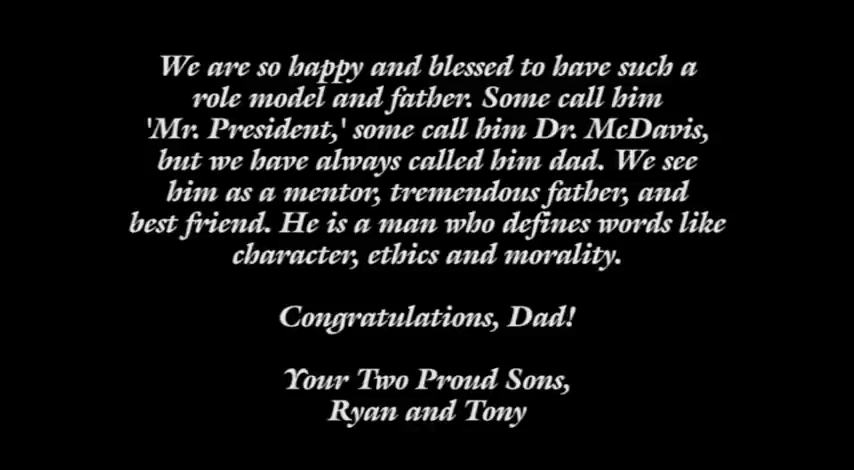 We are so happy and blessed to have such a
role model and father. Some call him
'Mr. President,' some call him Dr. McDavis,
but we have always called him dad. We see
him as a mentor, tremendous father, and
best friend. He is a man who defines words like
character, ethics and morality.
Congratulations, Dad!
Your Two Proud Sons,
Ryan and Tony